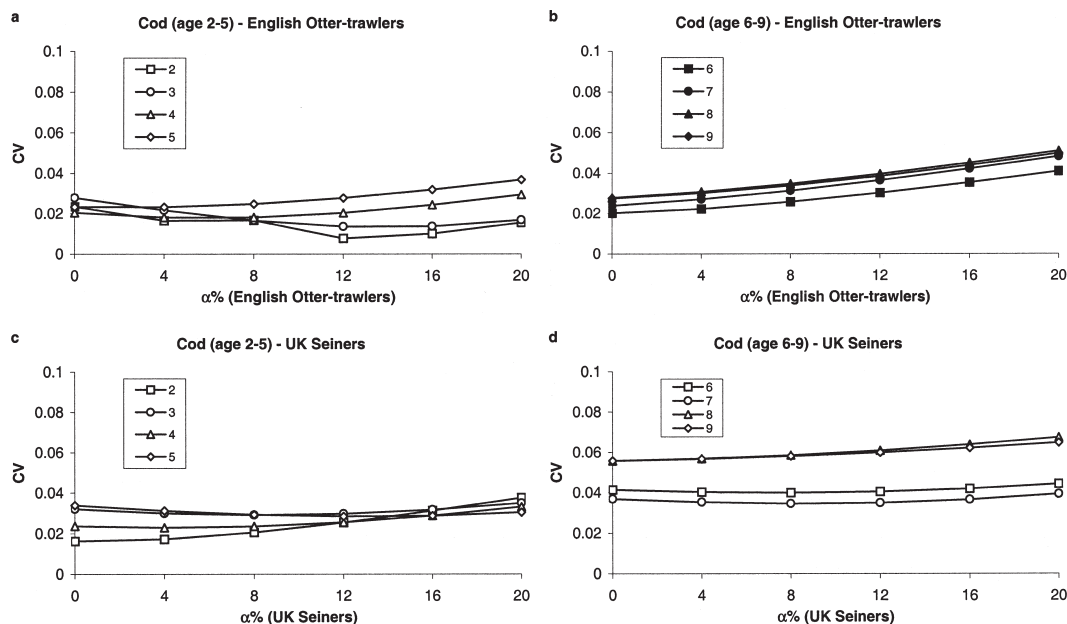 a
Cod (age 2-5) - English Otter-trawlers
0.1
0.08
0.06
0.04
0.02
0
CV
2
3
4
5
0 4 8 12 16 20
α% (English Otter-trawlers)
b
Cod (age 6-9) - English Otter-trawlers
0.1
0.08
0.06
0.04
0.02
0
CV
6
7
8
9
0 4 8 12 16 20
α% (English Otter-trawlers)
c
Cod (age 2-5) - UK Seiners
0.1
0.08
0.06
0.04
0.02
0
CV
2
3
4
5
0 4 8 12 16 20
α% (UK Seiners)
d
Cod (age 6-9) - UK Seiners
0.1
0.08
0.06
0.04
0.02
0
CV
6
7
8
9
0 4 8 12 16 20
α% (UK Seiners)